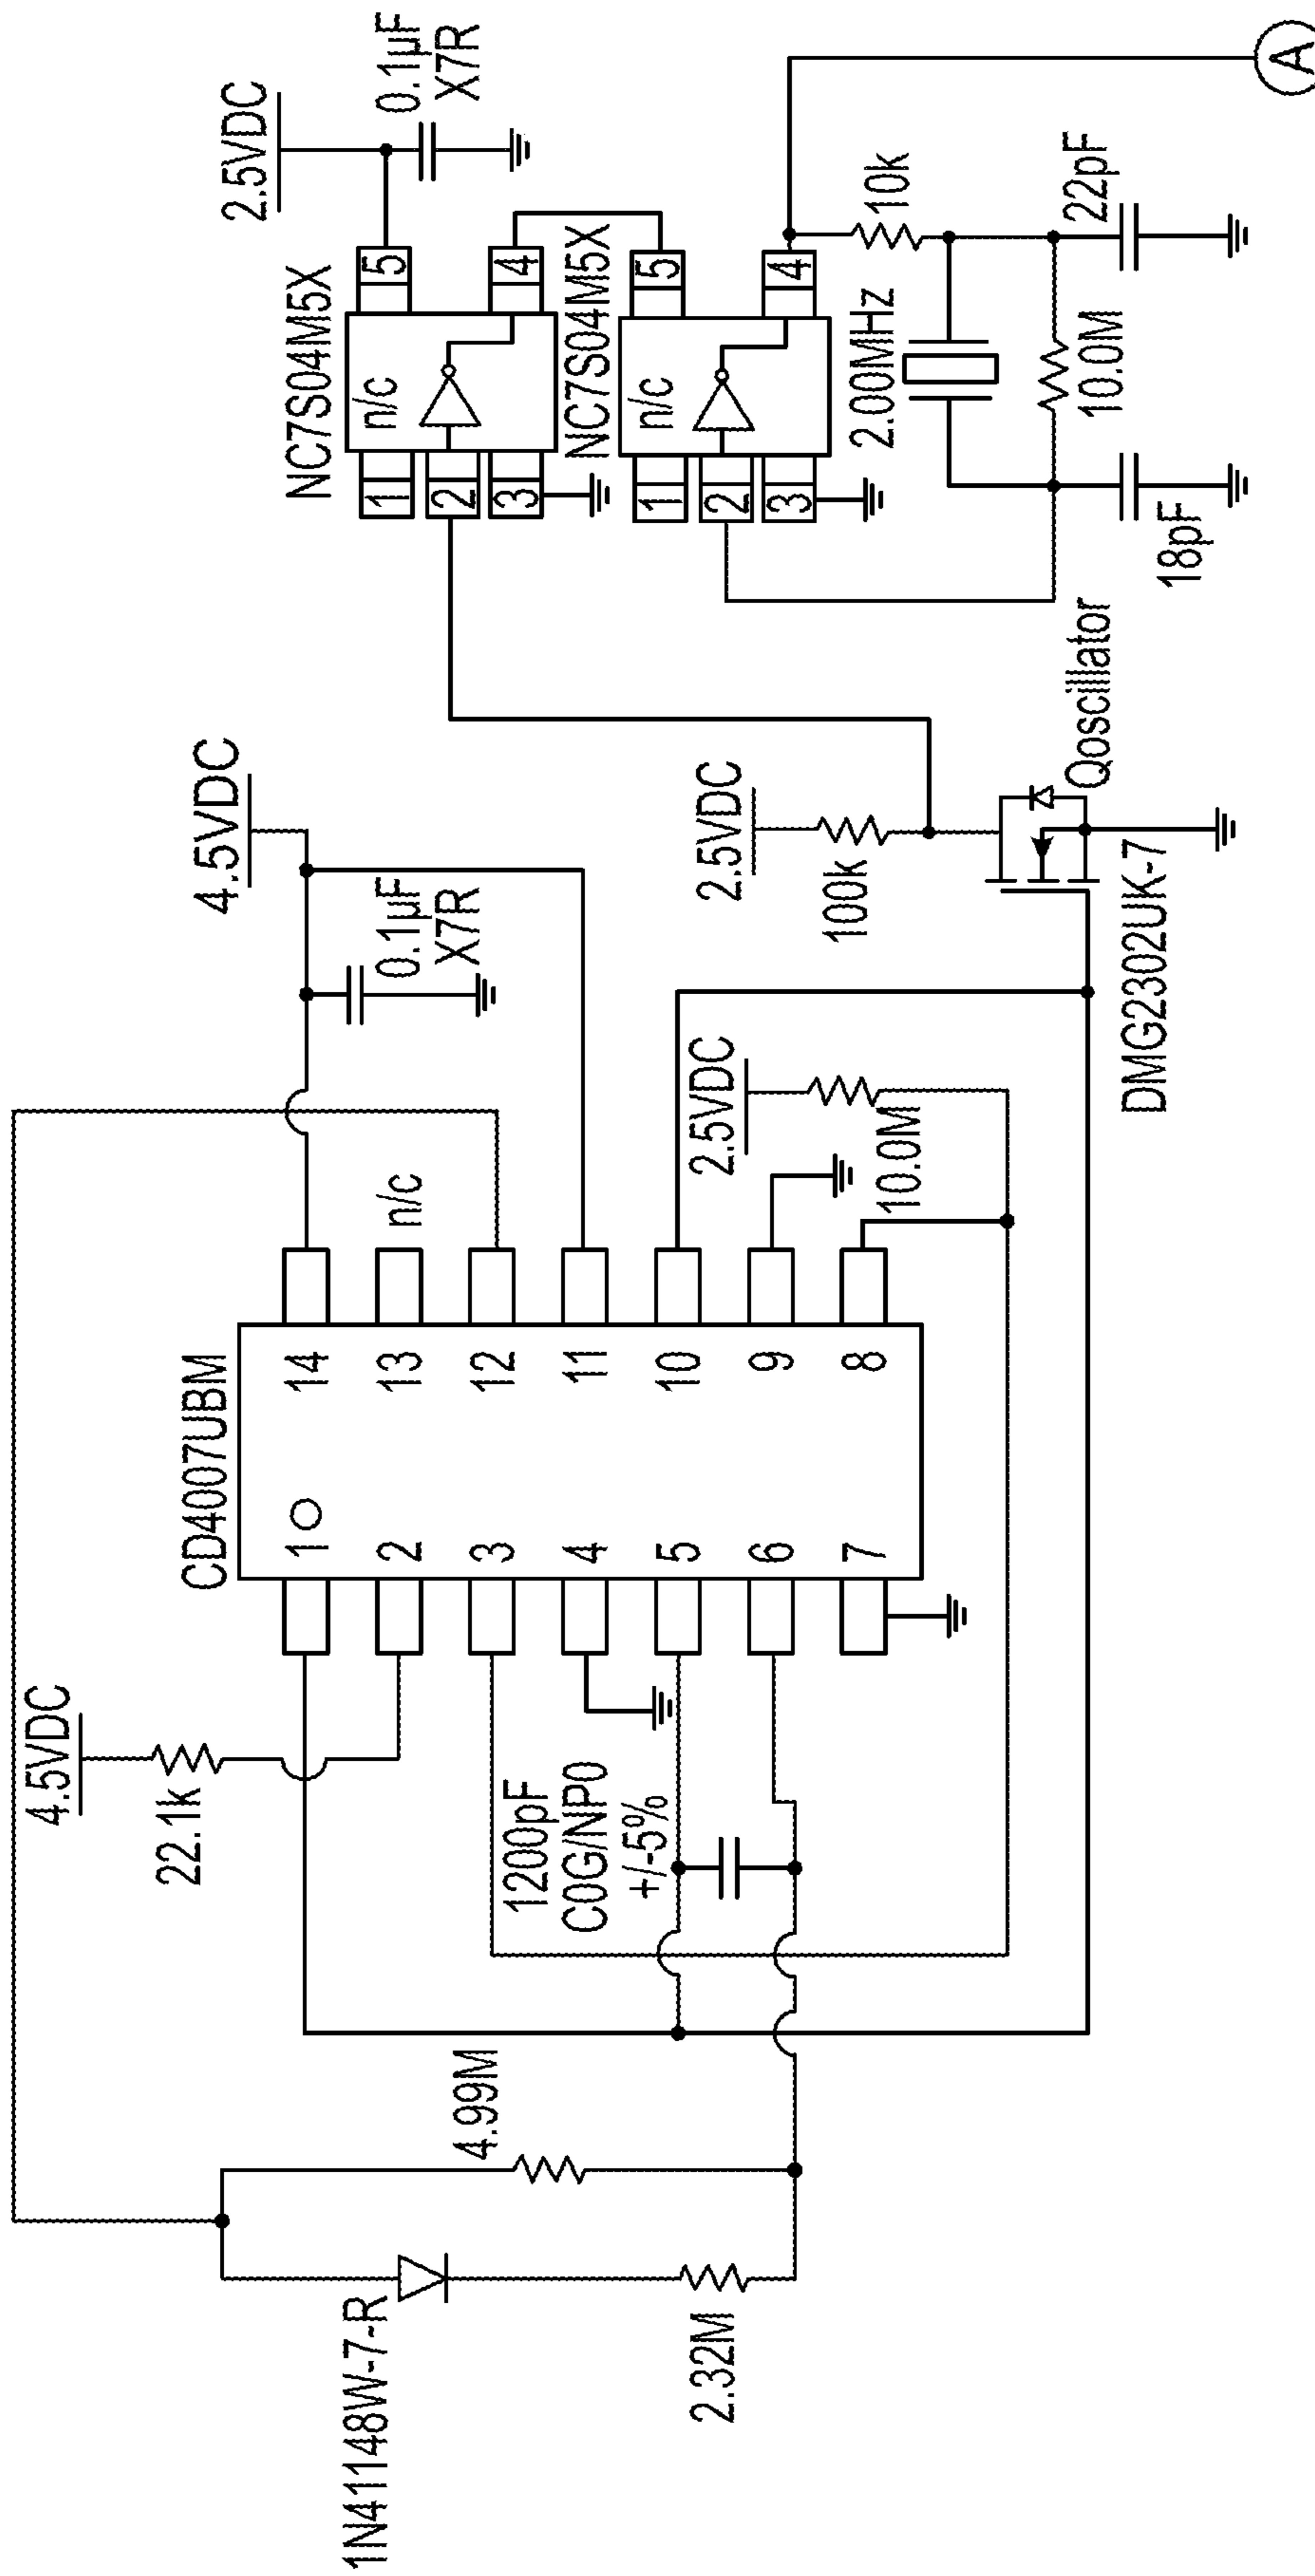 1N41148W-7-R
2.32M
4.99M
4.5VDC
22.1k
1200pF
C0G/NP0
+/-5%
CD4007UBM
1
2
3
4
5
6
7
14
13
12
11
10
9
8
n/c
4.5VDC
0.1µF
X7R
2.5VDC
10.0M
2.5VDC
100k
DMG2302UK-7
Qoscillator
NC7S04M5X
n/c
1
2
3
5
4
2.5VDC
0.1µF
X7R
NC7S04M5X
n/c
1
2
3
5
4
2.00MHz
10k
10.0M
18pF
22pF
A